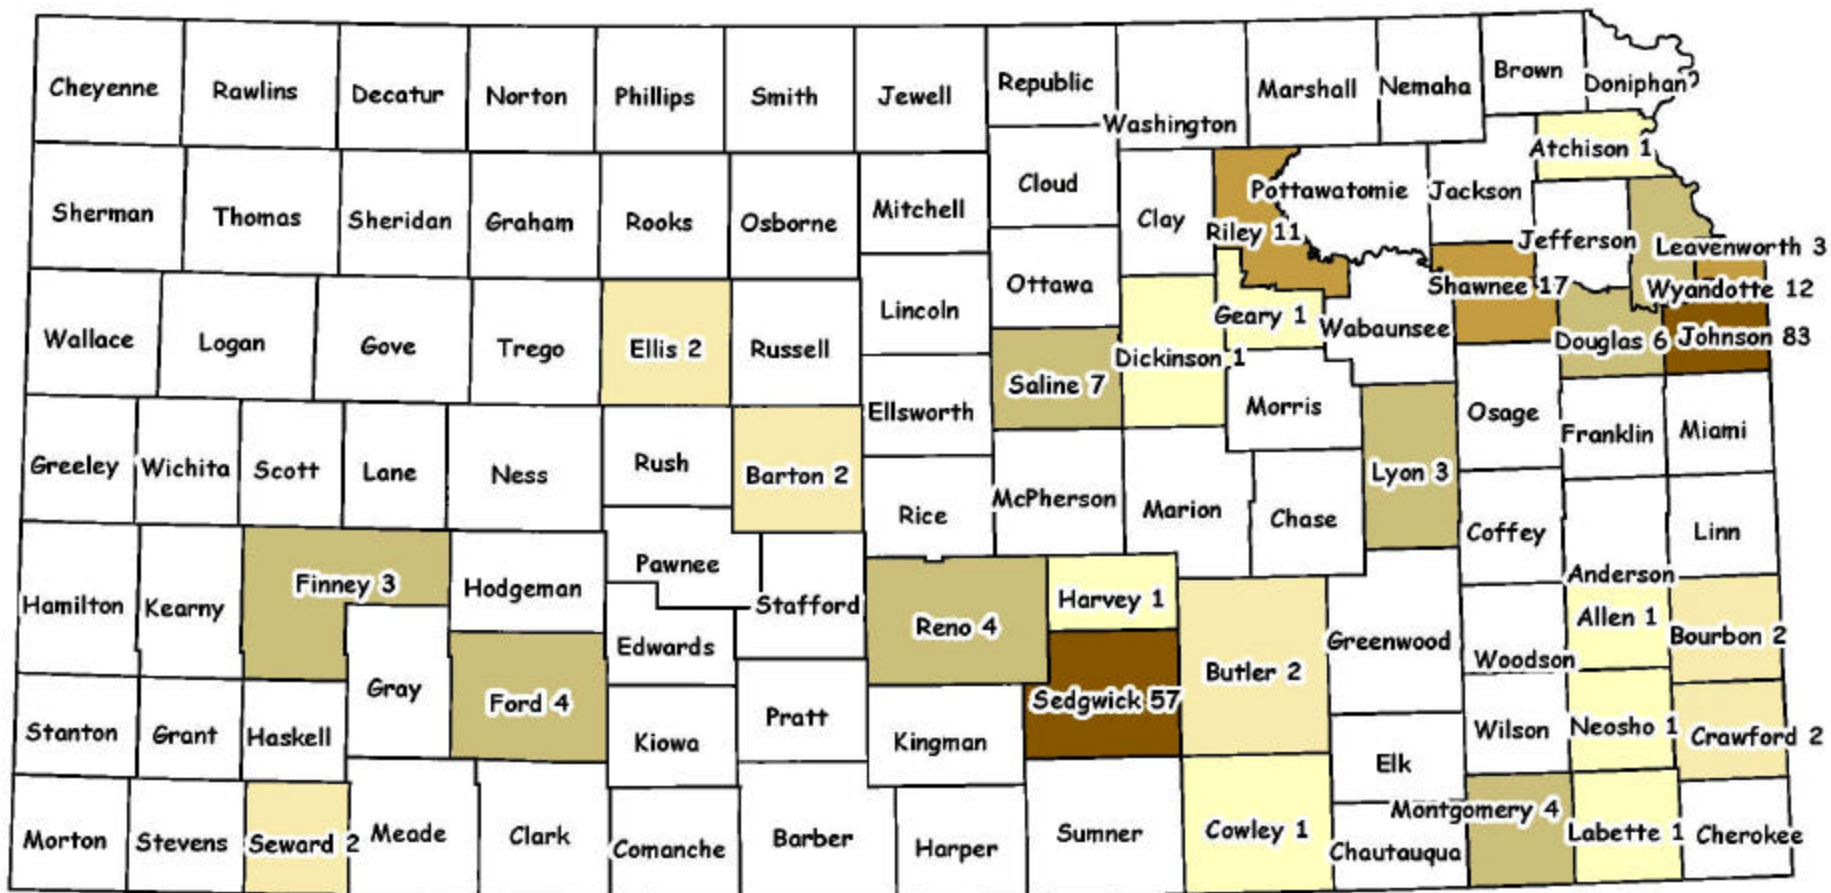 Cheyenne
Rawlins
Decatur
Norton
Phillips
Smith
Jewell
Republic
Washington
Marshall
Nemaha
Brown
Doniphan
Atchison 1
Sherman
Thomas
Sheridan
Graham
Rooks
Osborne
Mitchell
Cloud
Clay
Riley 11
Pottawatomie
Jackson
Jefferson
Leavenworth 3
Wyandotte 12
Wallace
Logan
Gove
Trego
Ellis 2
Russell
Lincoln
Ottawa
Saline 7
Dickinson 1
Geary 1
Wabaunsee
Shawnee 17
Douglas 6
Johnson 83
Greeley
Wichita
Scott
Lane
Ness
Rush
Barton 2
Ellsworth
Rice
McPherson
Marion
Morris
Chase
Lyon 3
Osage
Franklin
Miami
Coffey
Anderson
Linn
Hamilton
Kearny
Finney 3
Hodgeman
Pawnee
Stafford
Edwards
Reno 4
Harvey 1
Sedgwick 57
Butler 2
Greenwood
Woodson
Allen 1
Bourbon 2
Stanton
Grant
Haskell
Gray
Ford 4
Kiowa
Pratt
Kingman
Elk
Wilson
Neosho 1
Crawford 2
Morton
Stevens
Seward 2
Meade
Clark
Comanche
Barber
Harper
Sumner
Cowley 1
Chautauqua
Montgomery 4
Labette 1
Cherokee